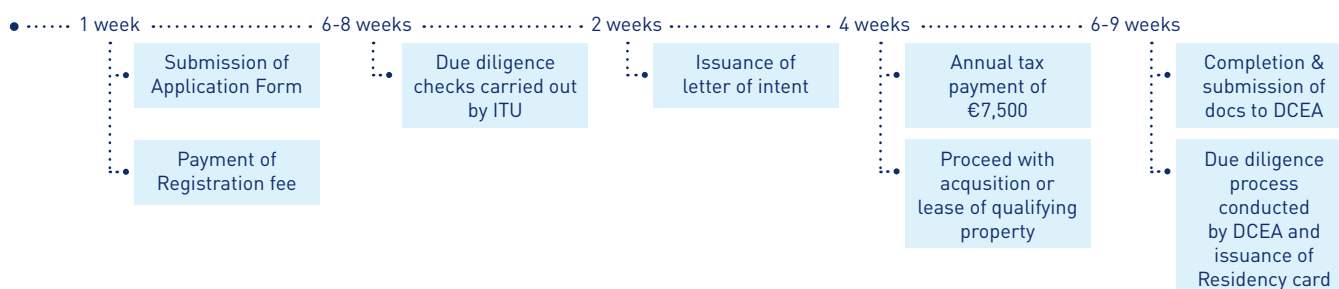 1 week
6-8 weeks
2 weeks
4 weeks
6-9 weeks
Submission of
Application Form
Payment of
Registration fee
Due diligence
checks carried out
by ITU
Issuance of
letter of intent
Annual tax
payment of
€7,500
Proceed with
acqusition or
lease of qualifying
property
Completion &
submission of
docs to DCEA
Due diligence
process
conducted
by DCEA and
issuance of
Residency card